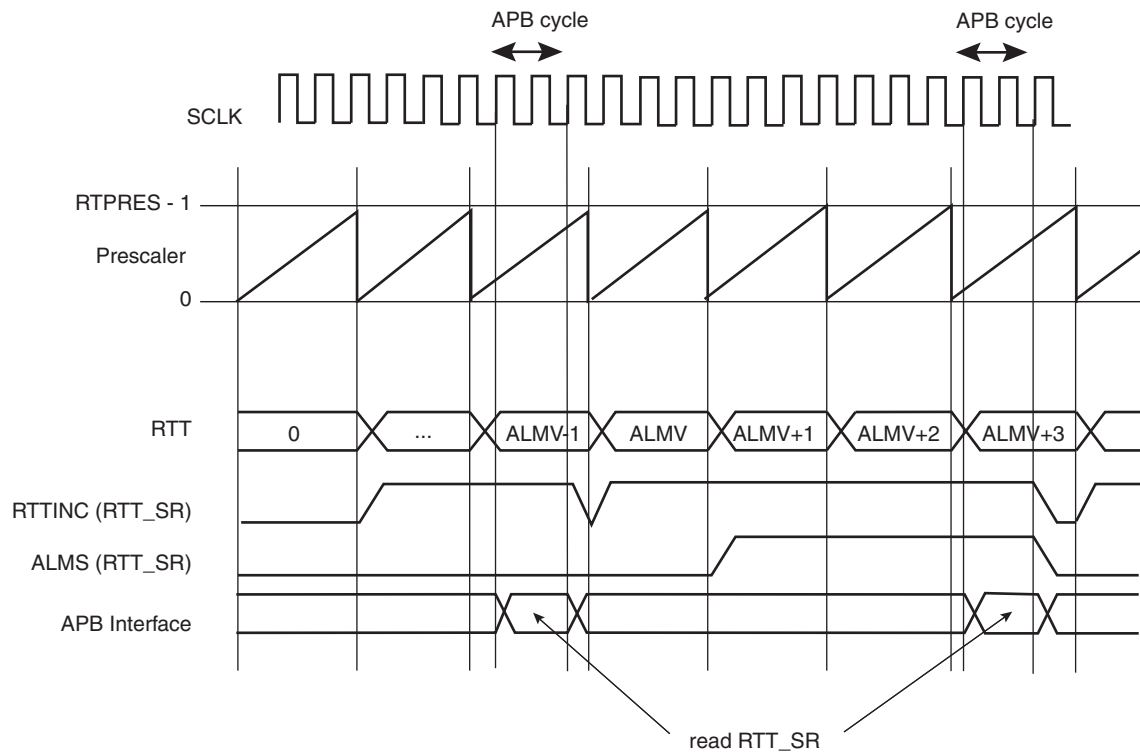 APB cycle APB cycle
SCLK
RTPRES - 1
Prescaler
0
RTT 0 ... ALMV-1 ALMV ALMV+1 ALMV+2 ALMV+3
RTTINC (RTT_SR)
ALMS (RTT_SR)
APB Interface
read RTT_SR